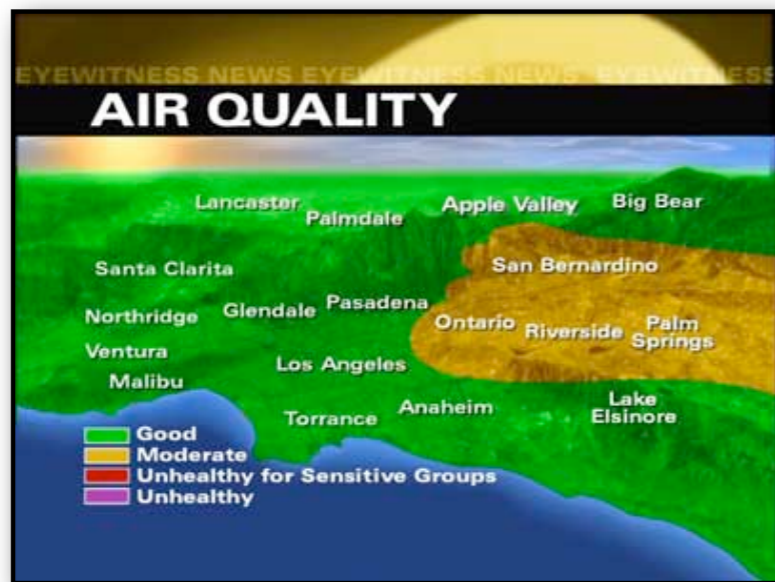 EYEWITNESS NEWS EYEWITNESS NEWS EYEWITNESS
AIR QUALITY
Lancaster
Palmdale
Apple Valley
Big Bear
Santa Clarita
San Bernardino
Northridge
Glendale
Pasadena
Ontario
Riverside
Palm
Springs
Ventura
Los Angeles
Malibu
Torrance
Anaheim
Lake
Elsinore
Good
Moderate
Unhealthy for Sensitive Groups
Unhealthy